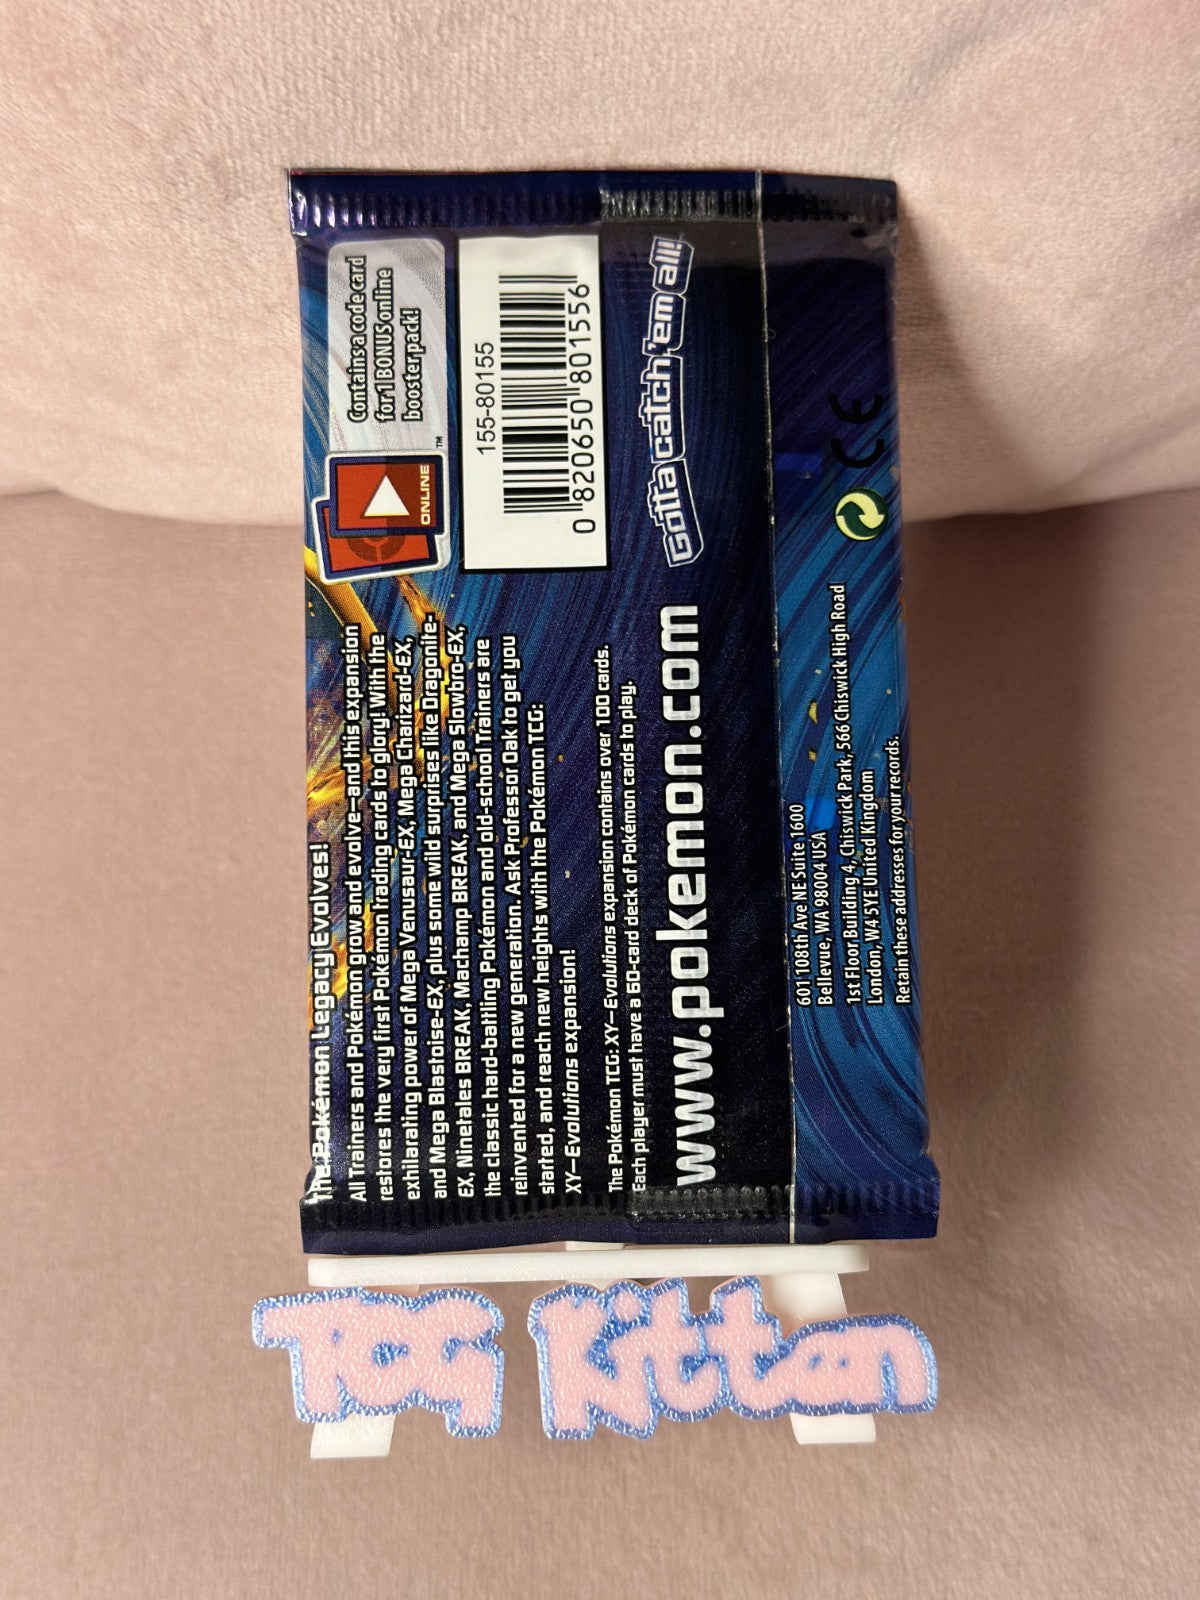 The Pokémon Legacy Evolves!
All Trainers and Pokémon grow and evolve—and this expansion
restores the very first Pokémon trading cards to glory! With the
exhilarating power of Mega Venusaur-EX, Mega Charizard-EX,
and Mega Blastoise-EX, plus some wild surprises like Dragonite-
EX, Ninetales BREAK, Machamp BREAK, and Mega Slowbro-EX,
the classic hard-battling Pokémon and old-school Trainers are
reinvented for a new generation. Ask Professor Oak to get you
started, and reach new heights with the Pokémon TCG:
XY—Evolutions expansion!
The Pokémon TCG: XY—Evolutions expansion contains over 100 cards.
Each player must have a 60-card deck of Pokémon cards to play.
www.pokemon.com
ONLINE
TM
Contains a code card
for 1 BONUS online
booster pack!
155-80155
0 820650 801556
Gotta catch 'em all!
601 108th Ave NE Suite 1600
Bellevue, WA 98004 USA
1st Floor Building 4, Chiswick Park, 566 Chiswick High Road
London, W4 5YE United Kingdom
Retain these addresses for your records.
CE
TCG Kitten